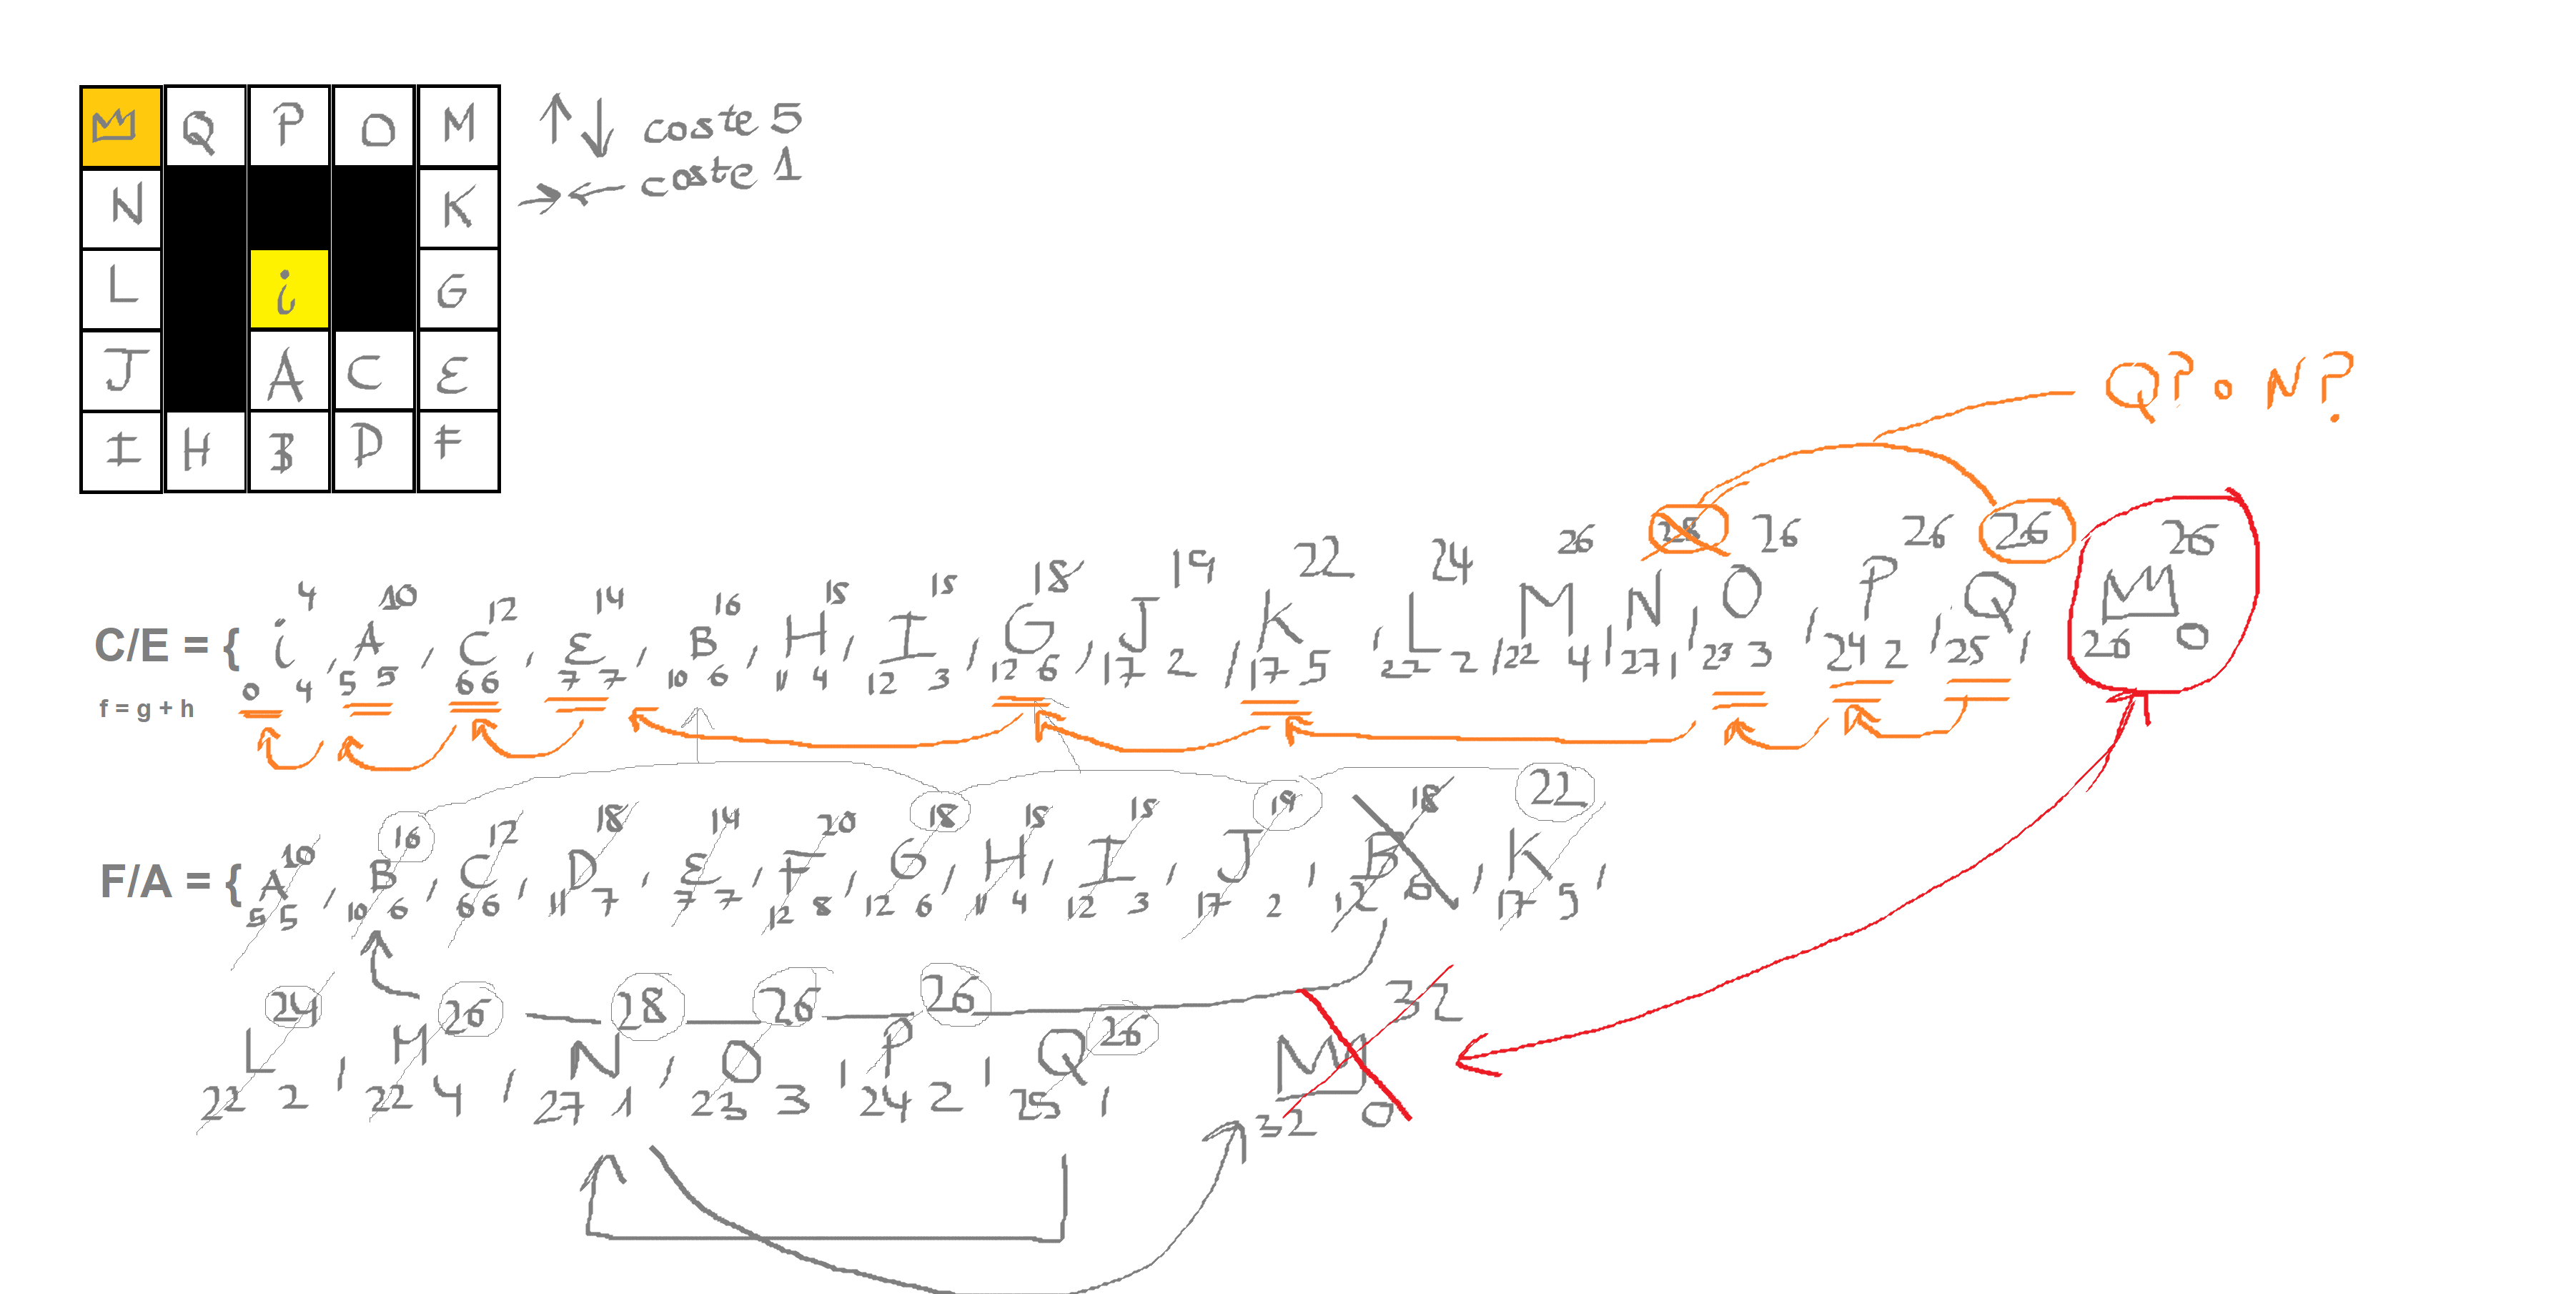 Q P O M
↑↓ coste 5
N K
→← coste 1
L i G
J A C E
I H B D F
Q? o N?
4 10 12 14 16 15 15 18 19 22 24 26 28 26 26 26 26
C/E = { i , A , C , E , B , H , I , G , J , K , L , M , N , O , P , Q ,
0 4 5 5 6 6 7 7 10 6 11 4 12 3 12 6 17 2 17 5 22 2 22 4 27 1 23 3 24 2 25 26 0
f = g + h
10 16 12 18 14 20 18 15 15 19 18 22
F/A = { A , B , C , D , E , F , G , H , I , J , B , K ,
5 5 10 6 6 6 11 7 7 7 12 8 12 6 11 4 12 3 17 2 12 6 17 5
24 26 28 26 26 26 32
L , M , N , O , P , Q
22 2 22 4 27 1 23 3 24 2 25 1 32 0